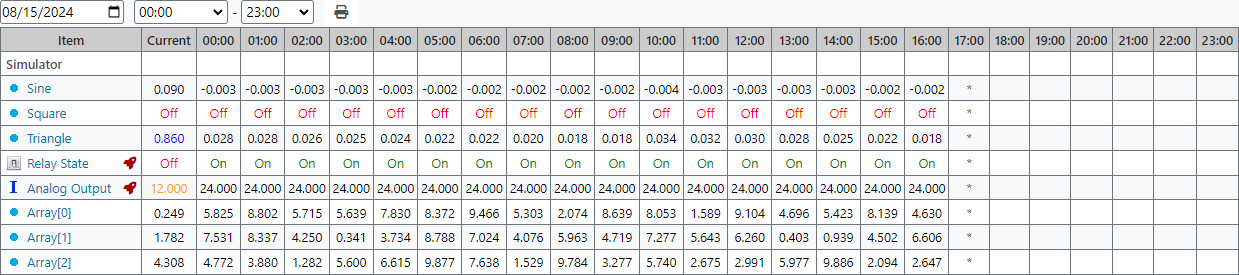 08/15/2024 00:00 - 23:00
Item Current 00:00 01:00 02:00 03:00 04:00 05:00 06:00 07:00 08:00 09:00 10:00 11:00 12:00 13:00 14:00 15:00 16:00 17:00 18:00 19:00 20:00 21:00 22:00 23:00
Simulator
Sine 0.090 -0.003 -0.003 -0.003 -0.003 -0.003 -0.002 -0.002 -0.002 -0.002 -0.002 -0.004 -0.003 -0.003 -0.003 -0.003 -0.002 -0.002 *
Square Off Off Off Off Off Off Off Off Off Off Off Off Off Off Off Off Off Off *
Triangle 0.860 0.028 0.028 0.026 0.025 0.024 0.022 0.022 0.020 0.018 0.018 0.034 0.032 0.030 0.028 0.025 0.022 0.018 *
Relay State Off On On On On On On On On On On On On On On On On On *
Analog Output 12.000 24.000 24.000 24.000 24.000 24.000 24.000 24.000 24.000 24.000 24.000 24.000 24.000 24.000 24.000 24.000 24.000 24.000 *
Array[0] 0.249 5.825 8.802 5.715 5.639 7.830 8.372 9.466 5.303 2.074 8.639 8.053 1.589 9.104 4.696 5.423 8.139 4.630 *
Array[1] 1.782 7.531 8.337 4.250 0.341 3.734 8.788 7.024 4.076 5.963 4.719 7.277 5.643 6.260 0.403 0.939 4.502 6.606 *
Array[2] 4.308 4.772 3.880 1.282 5.600 6.615 9.877 7.638 1.529 9.784 3.277 5.740 2.675 2.991 5.977 9.886 2.094 2.647 *